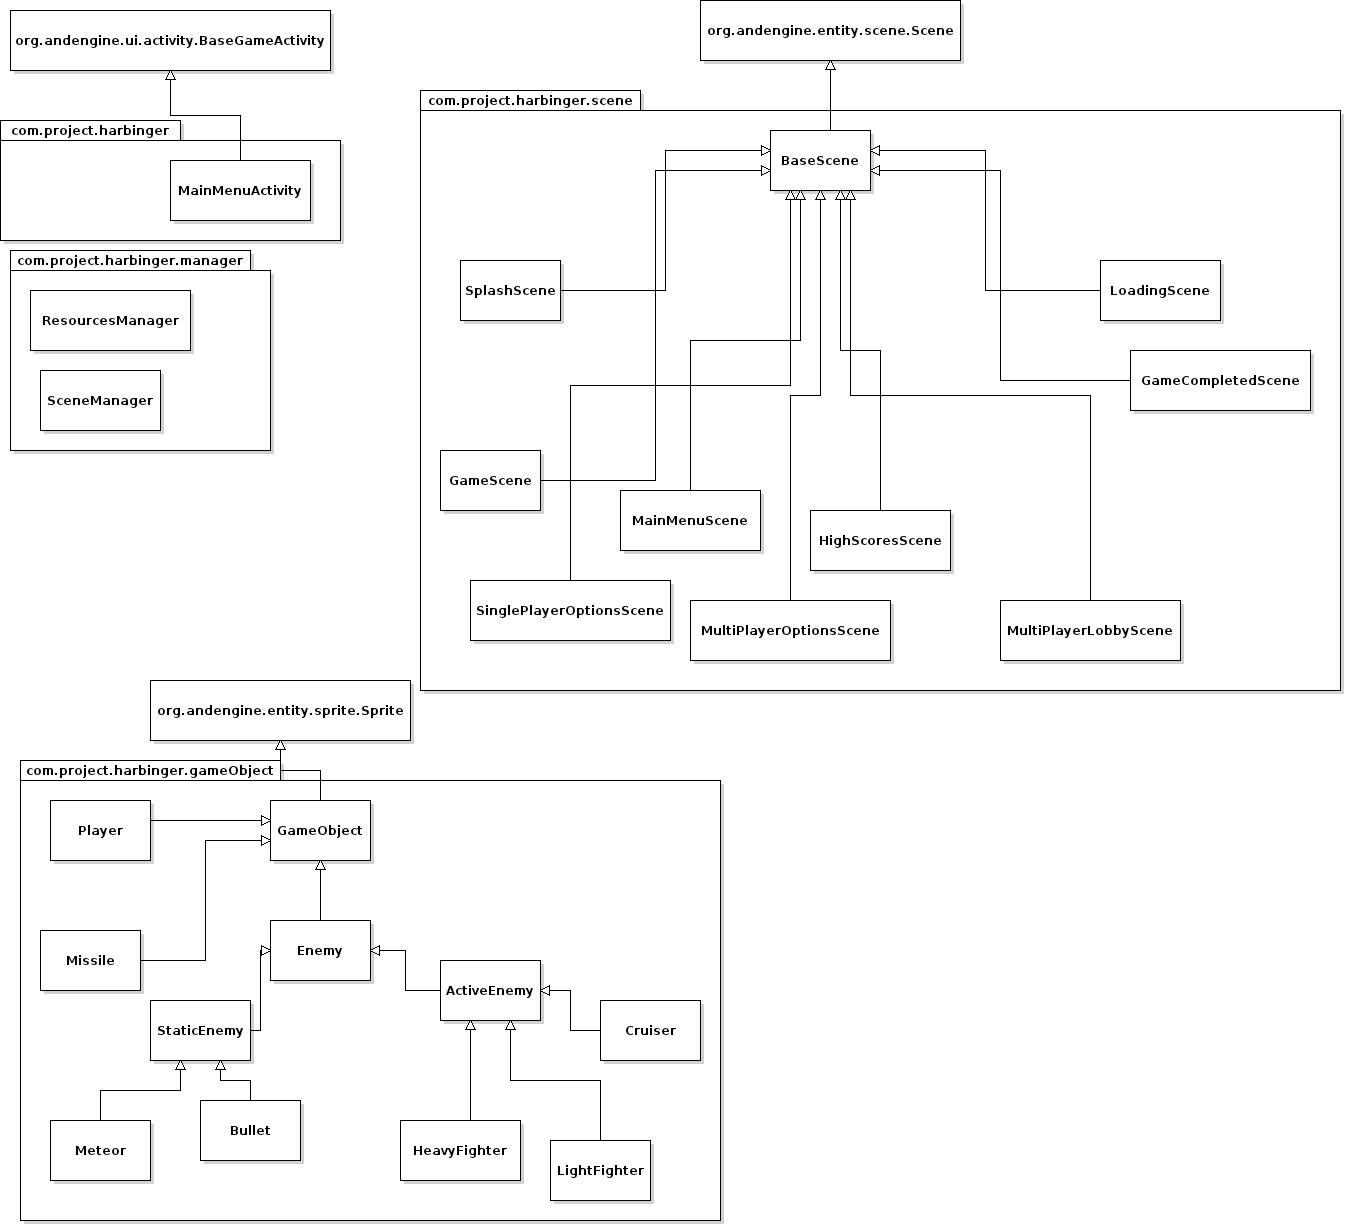 org.andengine.ui.activity.BaseGameActivity
com.project.harbinger
MainMenuActivity
com.project.harbinger.manager
ResourcesManager
SceneManager
org.andengine.entity.scene.Scene
com.project.harbinger.scene
BaseScene
SplashScene
LoadingScene
GameCompletedScene
GameScene
MainMenuScene
HighScoresScene
SinglePlayerOptionsScene
MultiPlayerOptionsScene
MultiPlayerLobbyScene
org.andengine.entity.sprite.Sprite
com.project.harbinger.gameObject
Player
GameObject
Missile
Enemy
ActiveEnemy
StaticEnemy
Cruiser
Meteor
Bullet
HeavyFighter
LightFighter